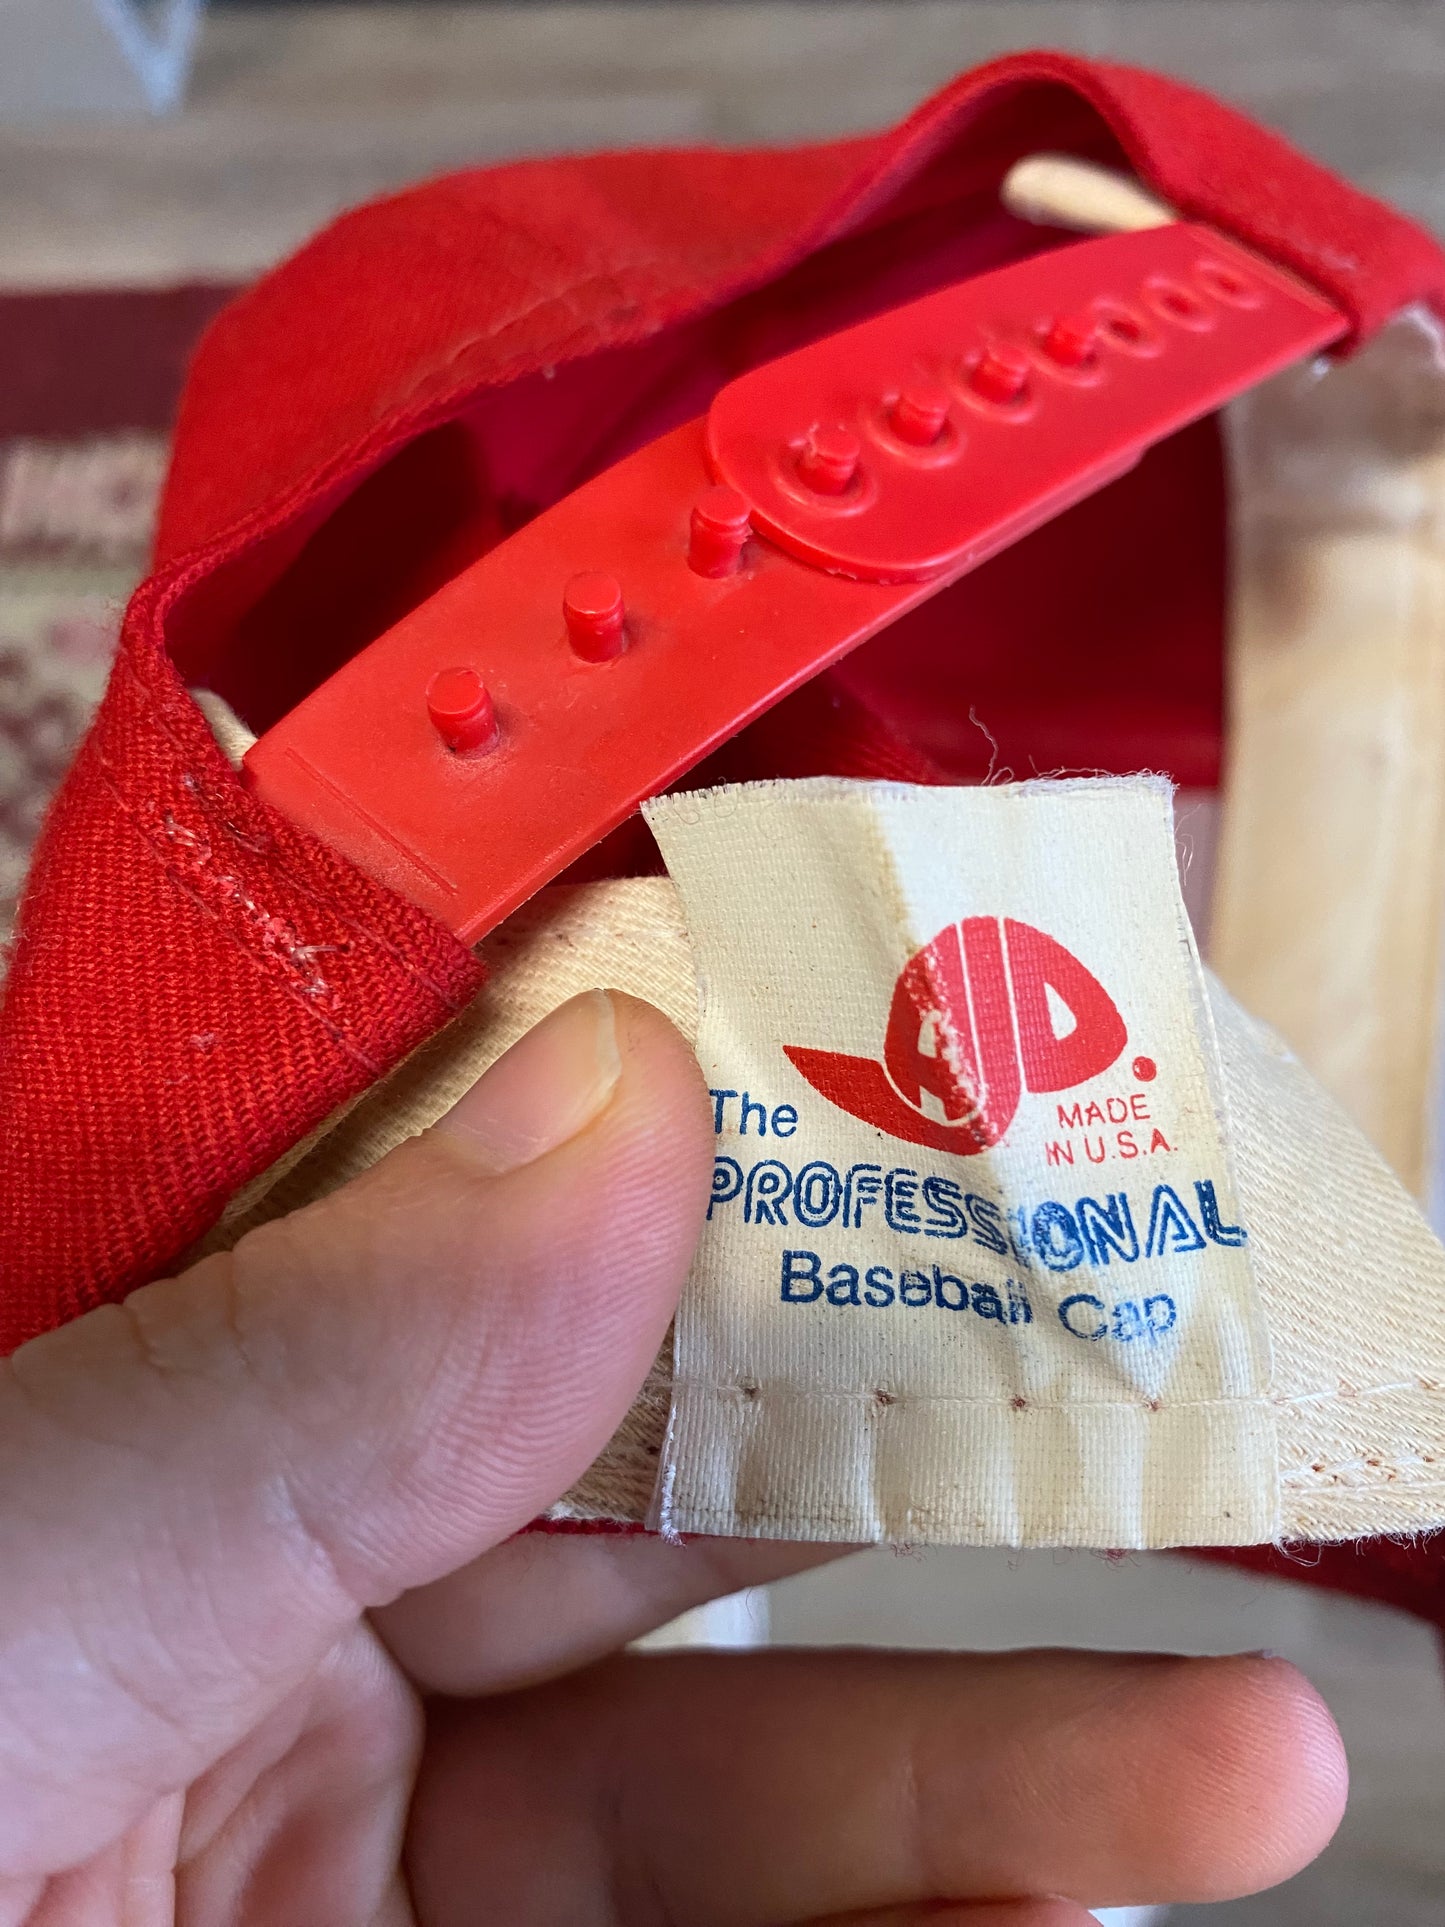 AJD
The
MADE
IN U.S.A.
PROFESSIONAL
Baseball Cap